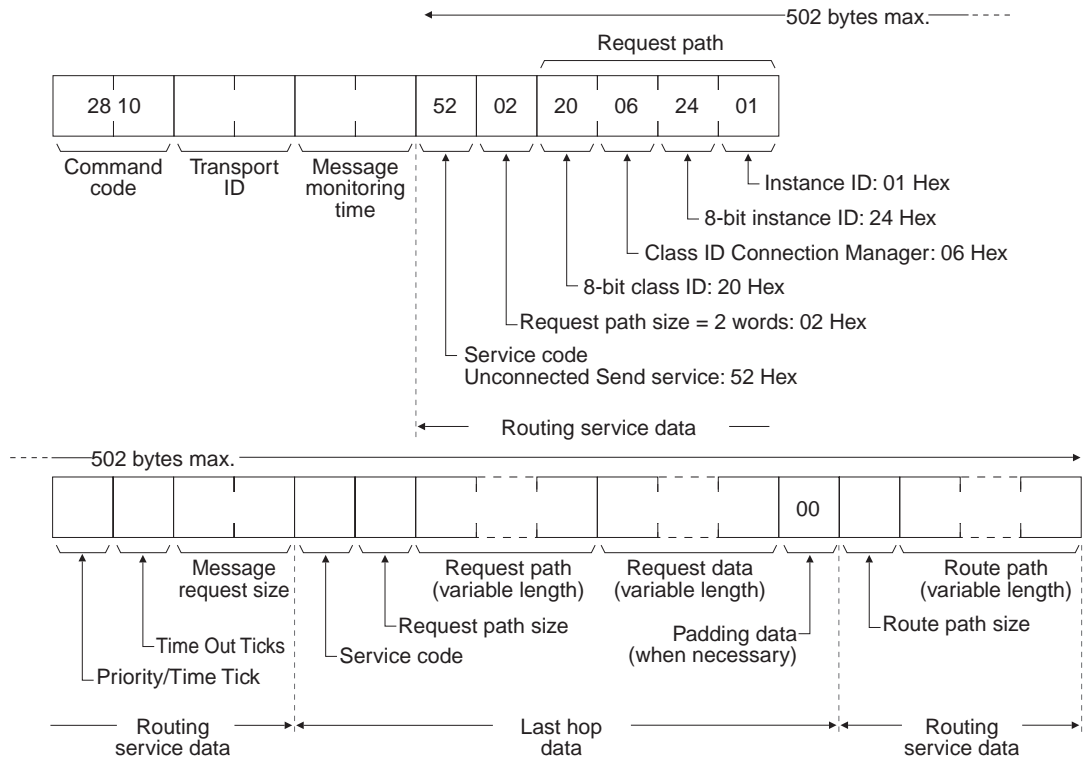 502 bytes max.
Request path
28 10 52 02 20 06 24 01
Command code
Transport ID
Message monitoring time
Instance ID: 01 Hex
8-bit instance ID: 24 Hex
Class ID Connection Manager: 06 Hex
8-bit class ID: 20 Hex
Request path size = 2 words: 02 Hex
Service code
Unconnected Send service: 52 Hex
Routing service data
502 bytes max.
00
Message request size
Request path (variable length)
Request data (variable length)
Route path (variable length)
Time Out Ticks
Priority/Time Tick
Request path size
Service code
Padding data (when necessary)
Route path size
Routing service data
Last hop data
Routing service data